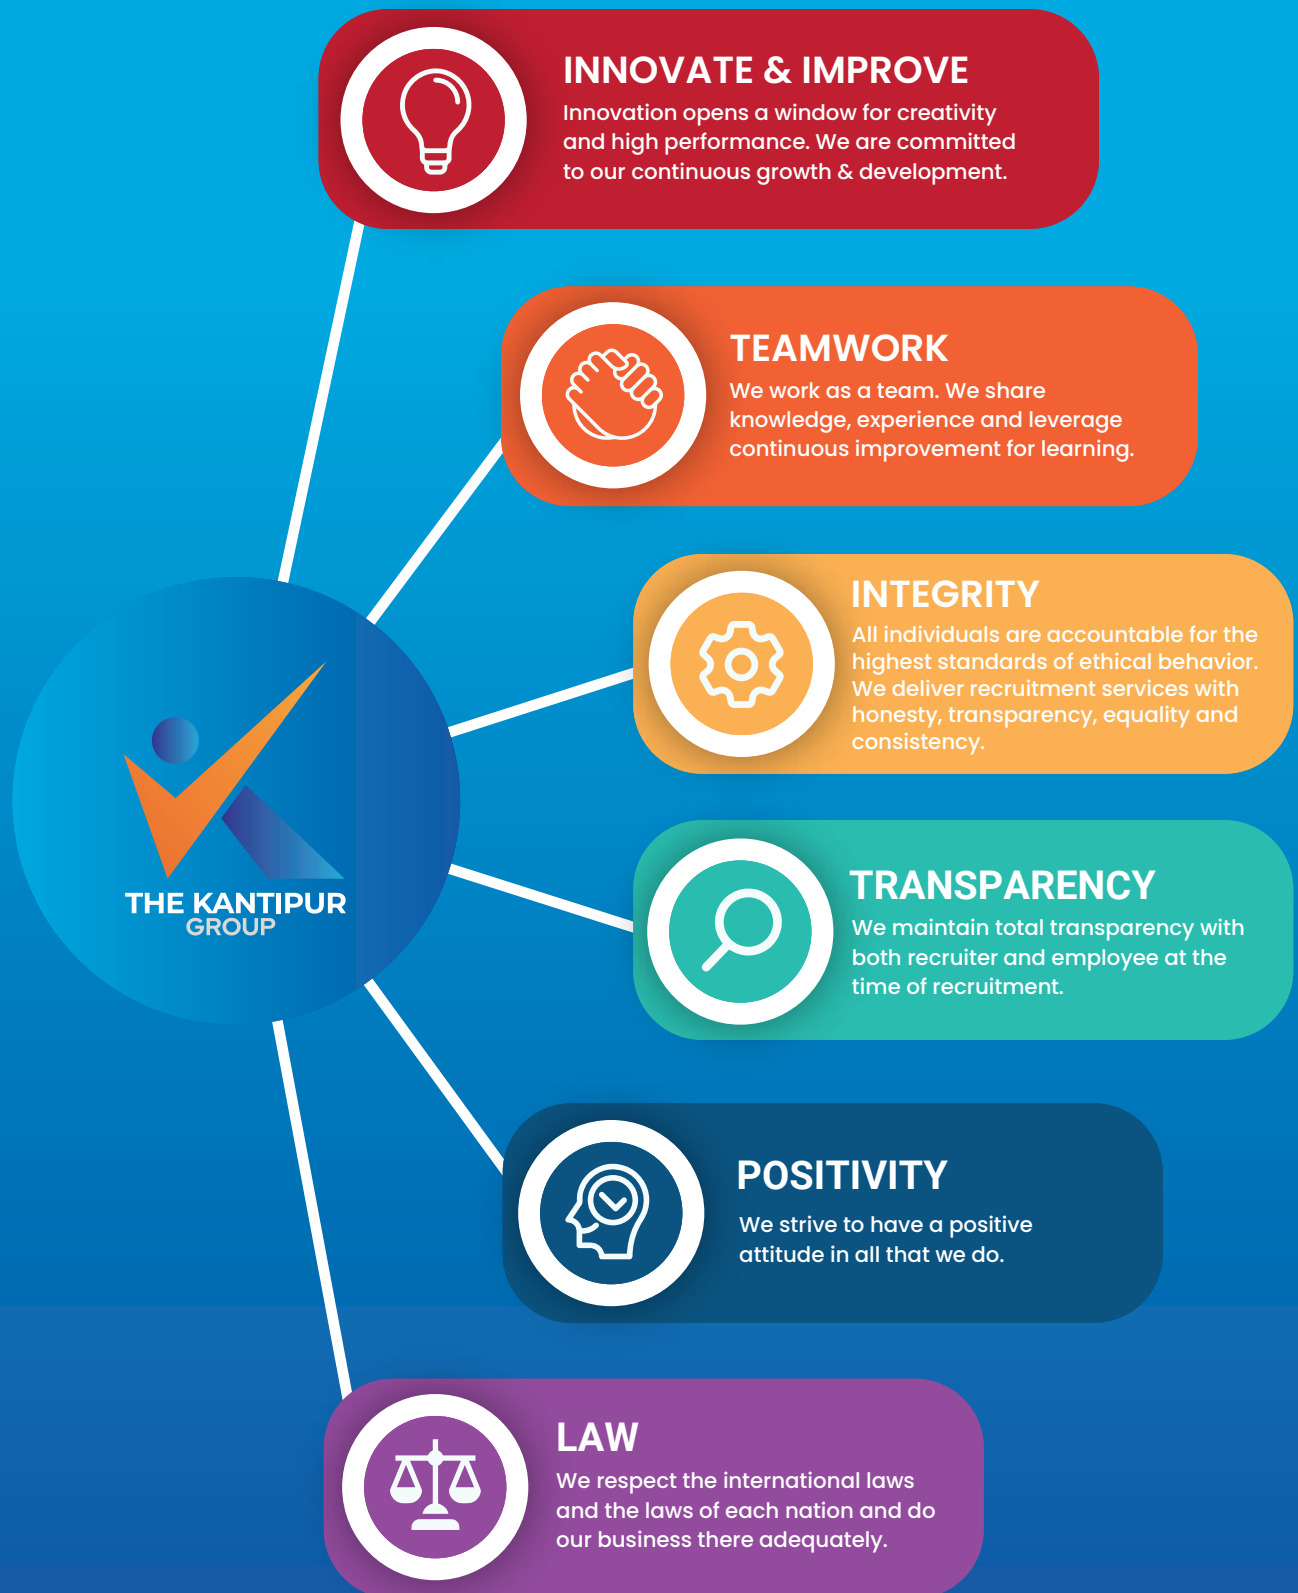 INNOVATE & IMPROVE
Innovation opens a window for creativity
and high performance. We are committed
to our continuous growth & development.
TEAMWORK
We work as a team. We share
knowledge, experience and leverage
continuous improvement for learning.
INTEGRITY
All individuals are accountable for the
highest standards of ethical behavior.
We deliver recruitment services with
honesty, transparency, equality and
consistency.
THE KANTIPUR
GROUP
TRANSPARENCY
We maintain total transparency with
both recruiter and employee at the
time of recruitment.
POSITIVITY
We strive to have a positive
attitude in all that we do.
LAW
We respect the international laws
and the laws of each nation and do
our business there adequately.